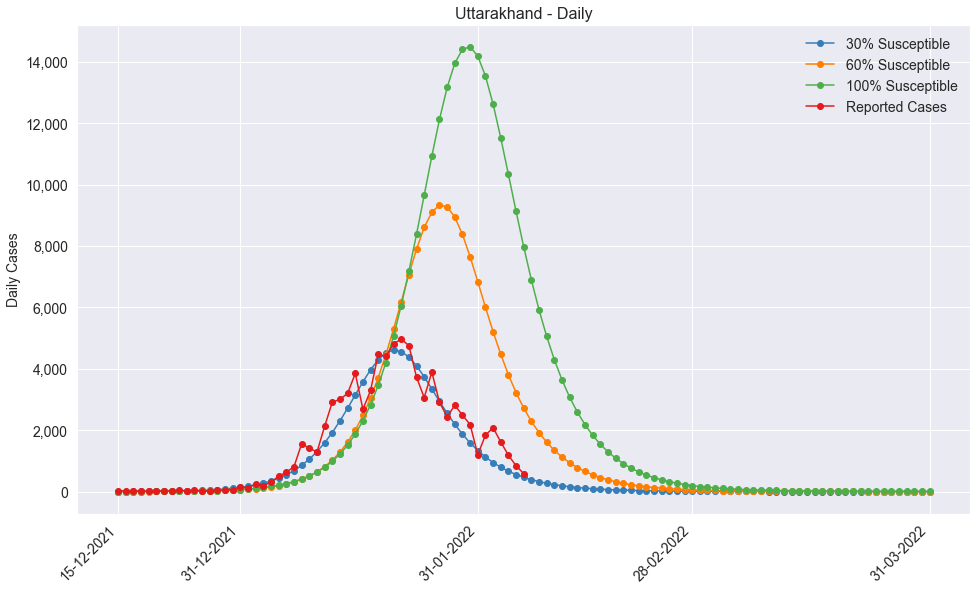 Uttarakhand - Daily
30% Susceptible
60% Susceptible
100% Susceptible
Reported Cases
Daily Cases
14,000
12,000
10,000
8,000
6,000
4,000
2,000
0
15-12-2021
31-12-2021
31-01-2022
28-02-2022
31-03-2022